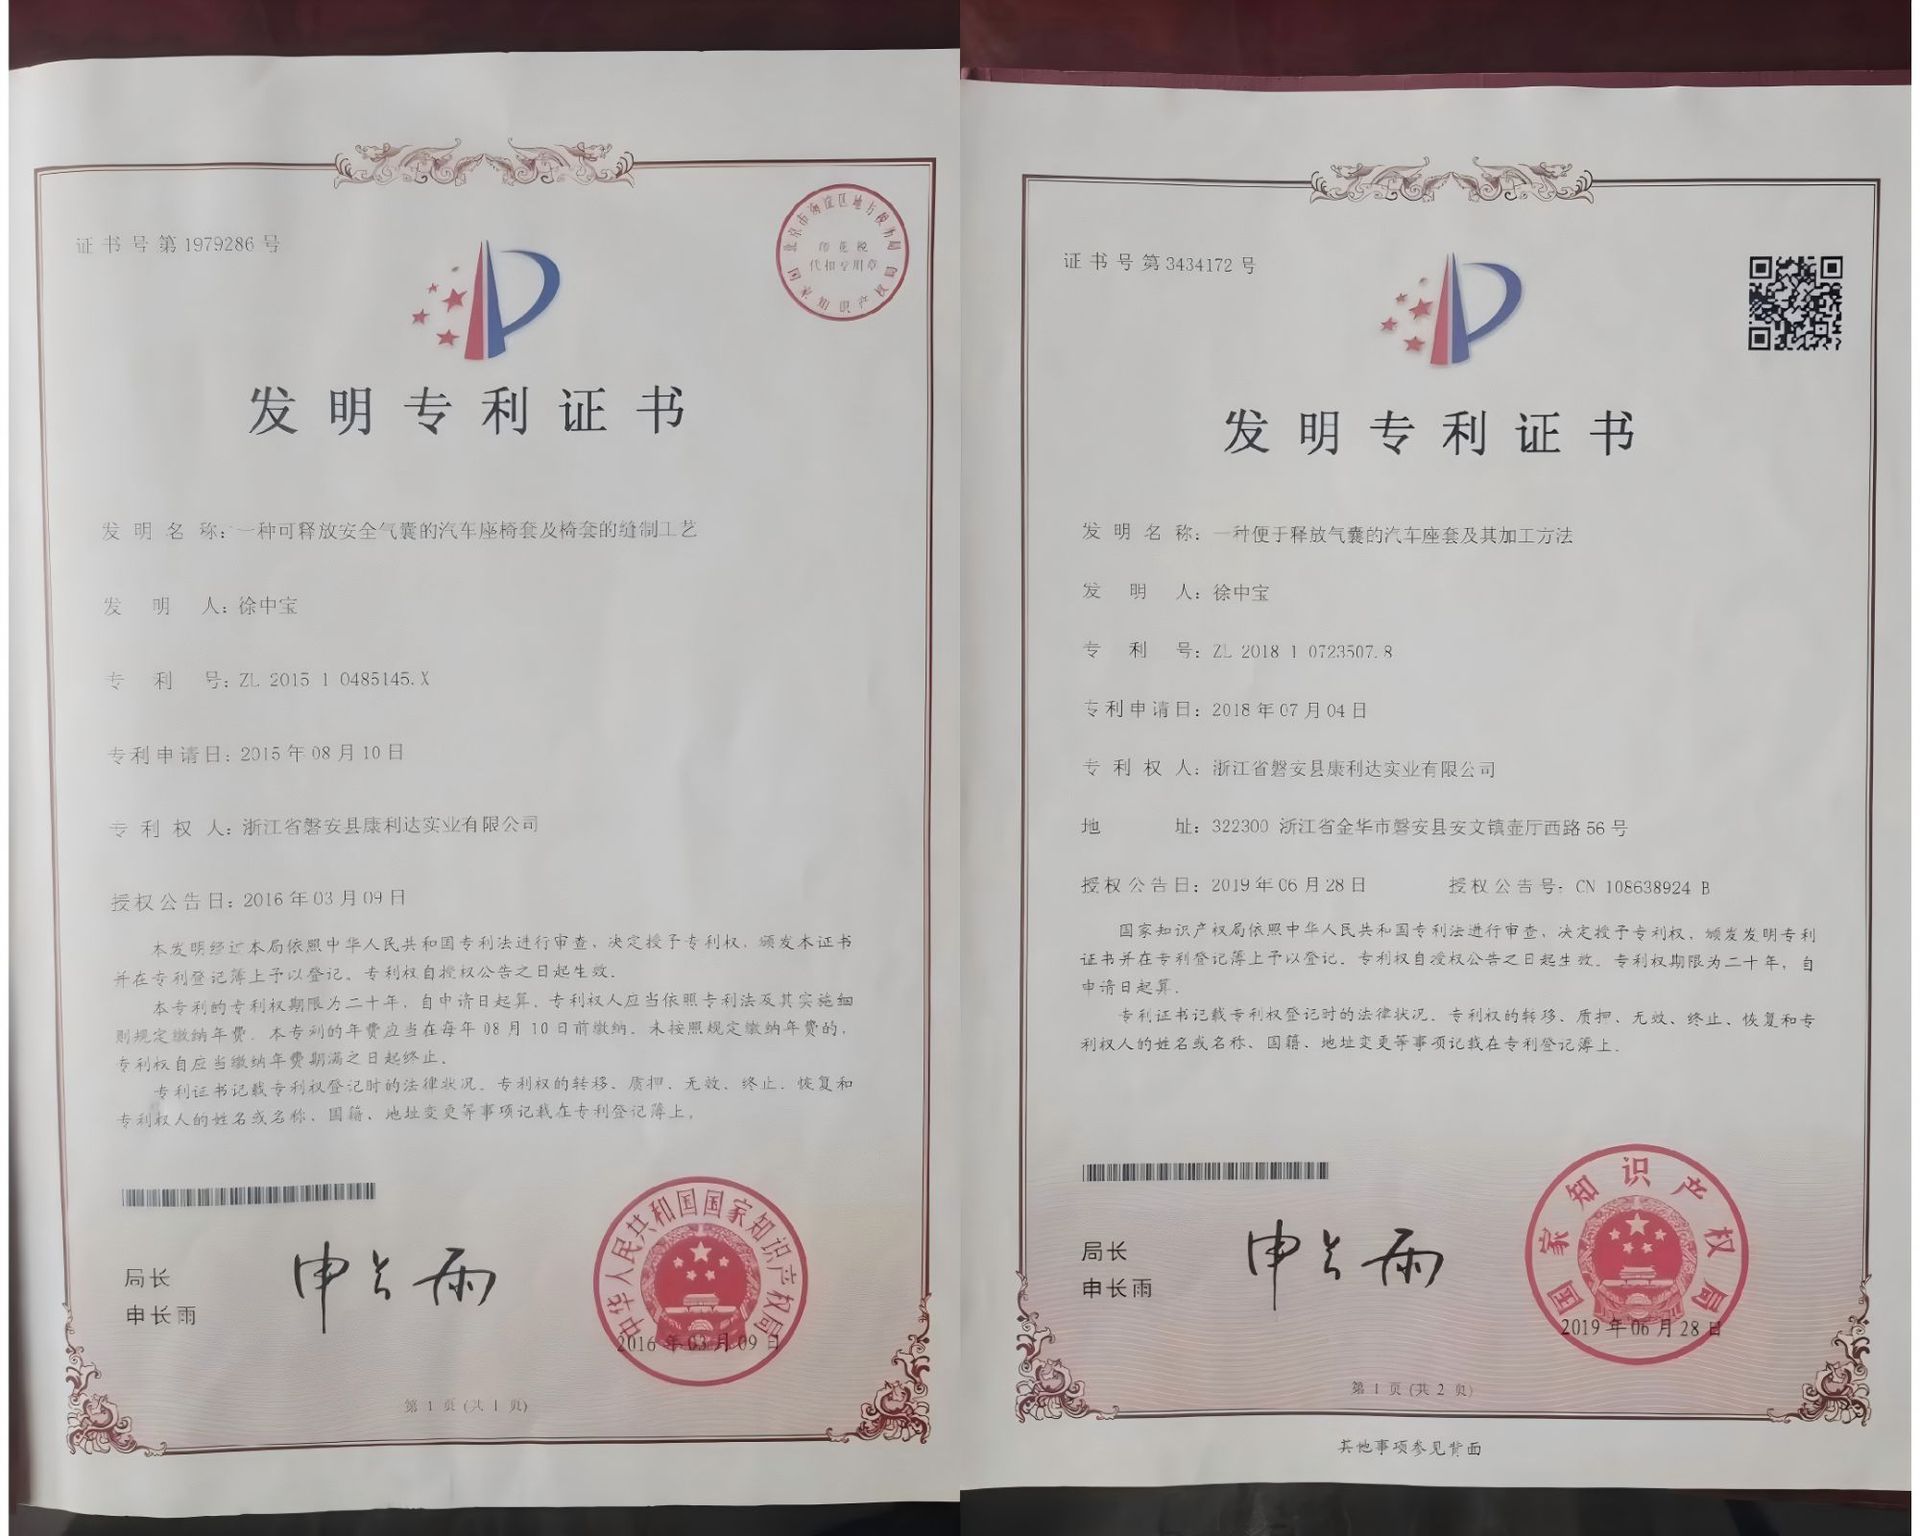 证书号第1979286号
北京市海淀区地方税务局
印花税
代扣专用章
国家知识产权局
发明专利证书
发明名称：一种可释放安全气囊的汽车座椅套及椅套的缝制工艺
发明人：徐中宝
专利号：ZL 2015 1 0485145.X
专利申请日：2015年08月10日
专利权人：浙江省磐安县康利达实业有限公司
授权公告日：2016年03月09日
本发明经过本局依照中华人民共和国专利法进行审查，决定授予专利权，颁发本证书
并在专利登记簿上予以登记。专利权自授权公告之日起生效。
本专利的专利权期限为二十年，自申请日起算。专利权人应当依照专利法及其实施细
则规定缴纳年费。本专利的年费应当在每年08月10日前缴纳。未按照规定缴纳年费的，
专利权自应当缴纳年费期满之日起终止。
专利证书记载专利权登记时的法律状况。专利权的转移、质押、无效、终止、恢复和
专利权人的姓名或名称、国籍、地址变更等事项记载在专利登记簿上。
局长
申长雨
申长雨
中华人民共和国国家知识产权局
2016年03月09日
第1页(共1页)
证书号第3434172号
发明专利证书
发明名称：一种便于释放气囊的汽车座套及其加工方法
发明人：徐中宝
专利号：ZL 2018 1 0723507.8
专利申请日：2018年07月04日
专利权人：浙江省磐安县康利达实业有限公司
地址：322300 浙江省金华市磐安县安文镇壶厅西路56号
授权公告日：2019年06月28日 授权公告号：CN 108638924 B
国家知识产权局依照中华人民共和国专利法进行审查，决定授予专利权，颁发发明专利
证书并在专利登记簿上予以登记。专利权自授权公告之日起生效。专利权期限为二十年，自
申请日起算。
专利证书记载专利权登记时的法律状况。专利权的转移、质押、无效、终止、恢复和专
利权人的姓名或名称、国籍、地址变更等事项记载在专利登记簿上。
局长
申长雨
申长雨
国家知识产权局
2019年06月28日
第1页(共2页)
其他事项参见背面